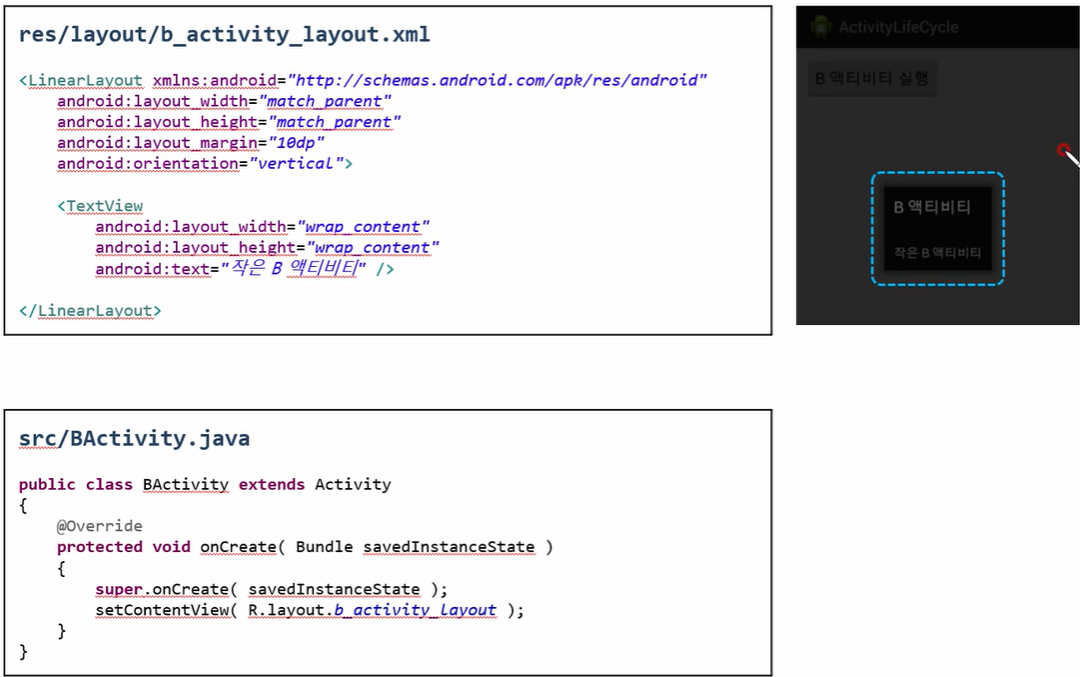 res/layout/b_activity_layout.xml
<LinearLayout xmlns:android="http://schemas.android.com/apk/res/android"
android:layout_width="match_parent"
android:layout_height="match_parent"
android:layout_margin="10dp"
android:orientation="vertical">
<TextView
android:layout_width="wrap_content"
android:layout_height="wrap_content"
android:text="작은 B 액티비티" />
</LinearLayout>
ActivityLifeCycle
B 액티비티 실행
B 액티비티
작은 B 액티비티
src/BActivity.java
public class BActivity extends Activity
{
@Override
protected void onCreate( Bundle savedInstanceState )
{
super.onCreate( savedInstanceState );
setContentView( R.layout.b_activity_layout );
}
}